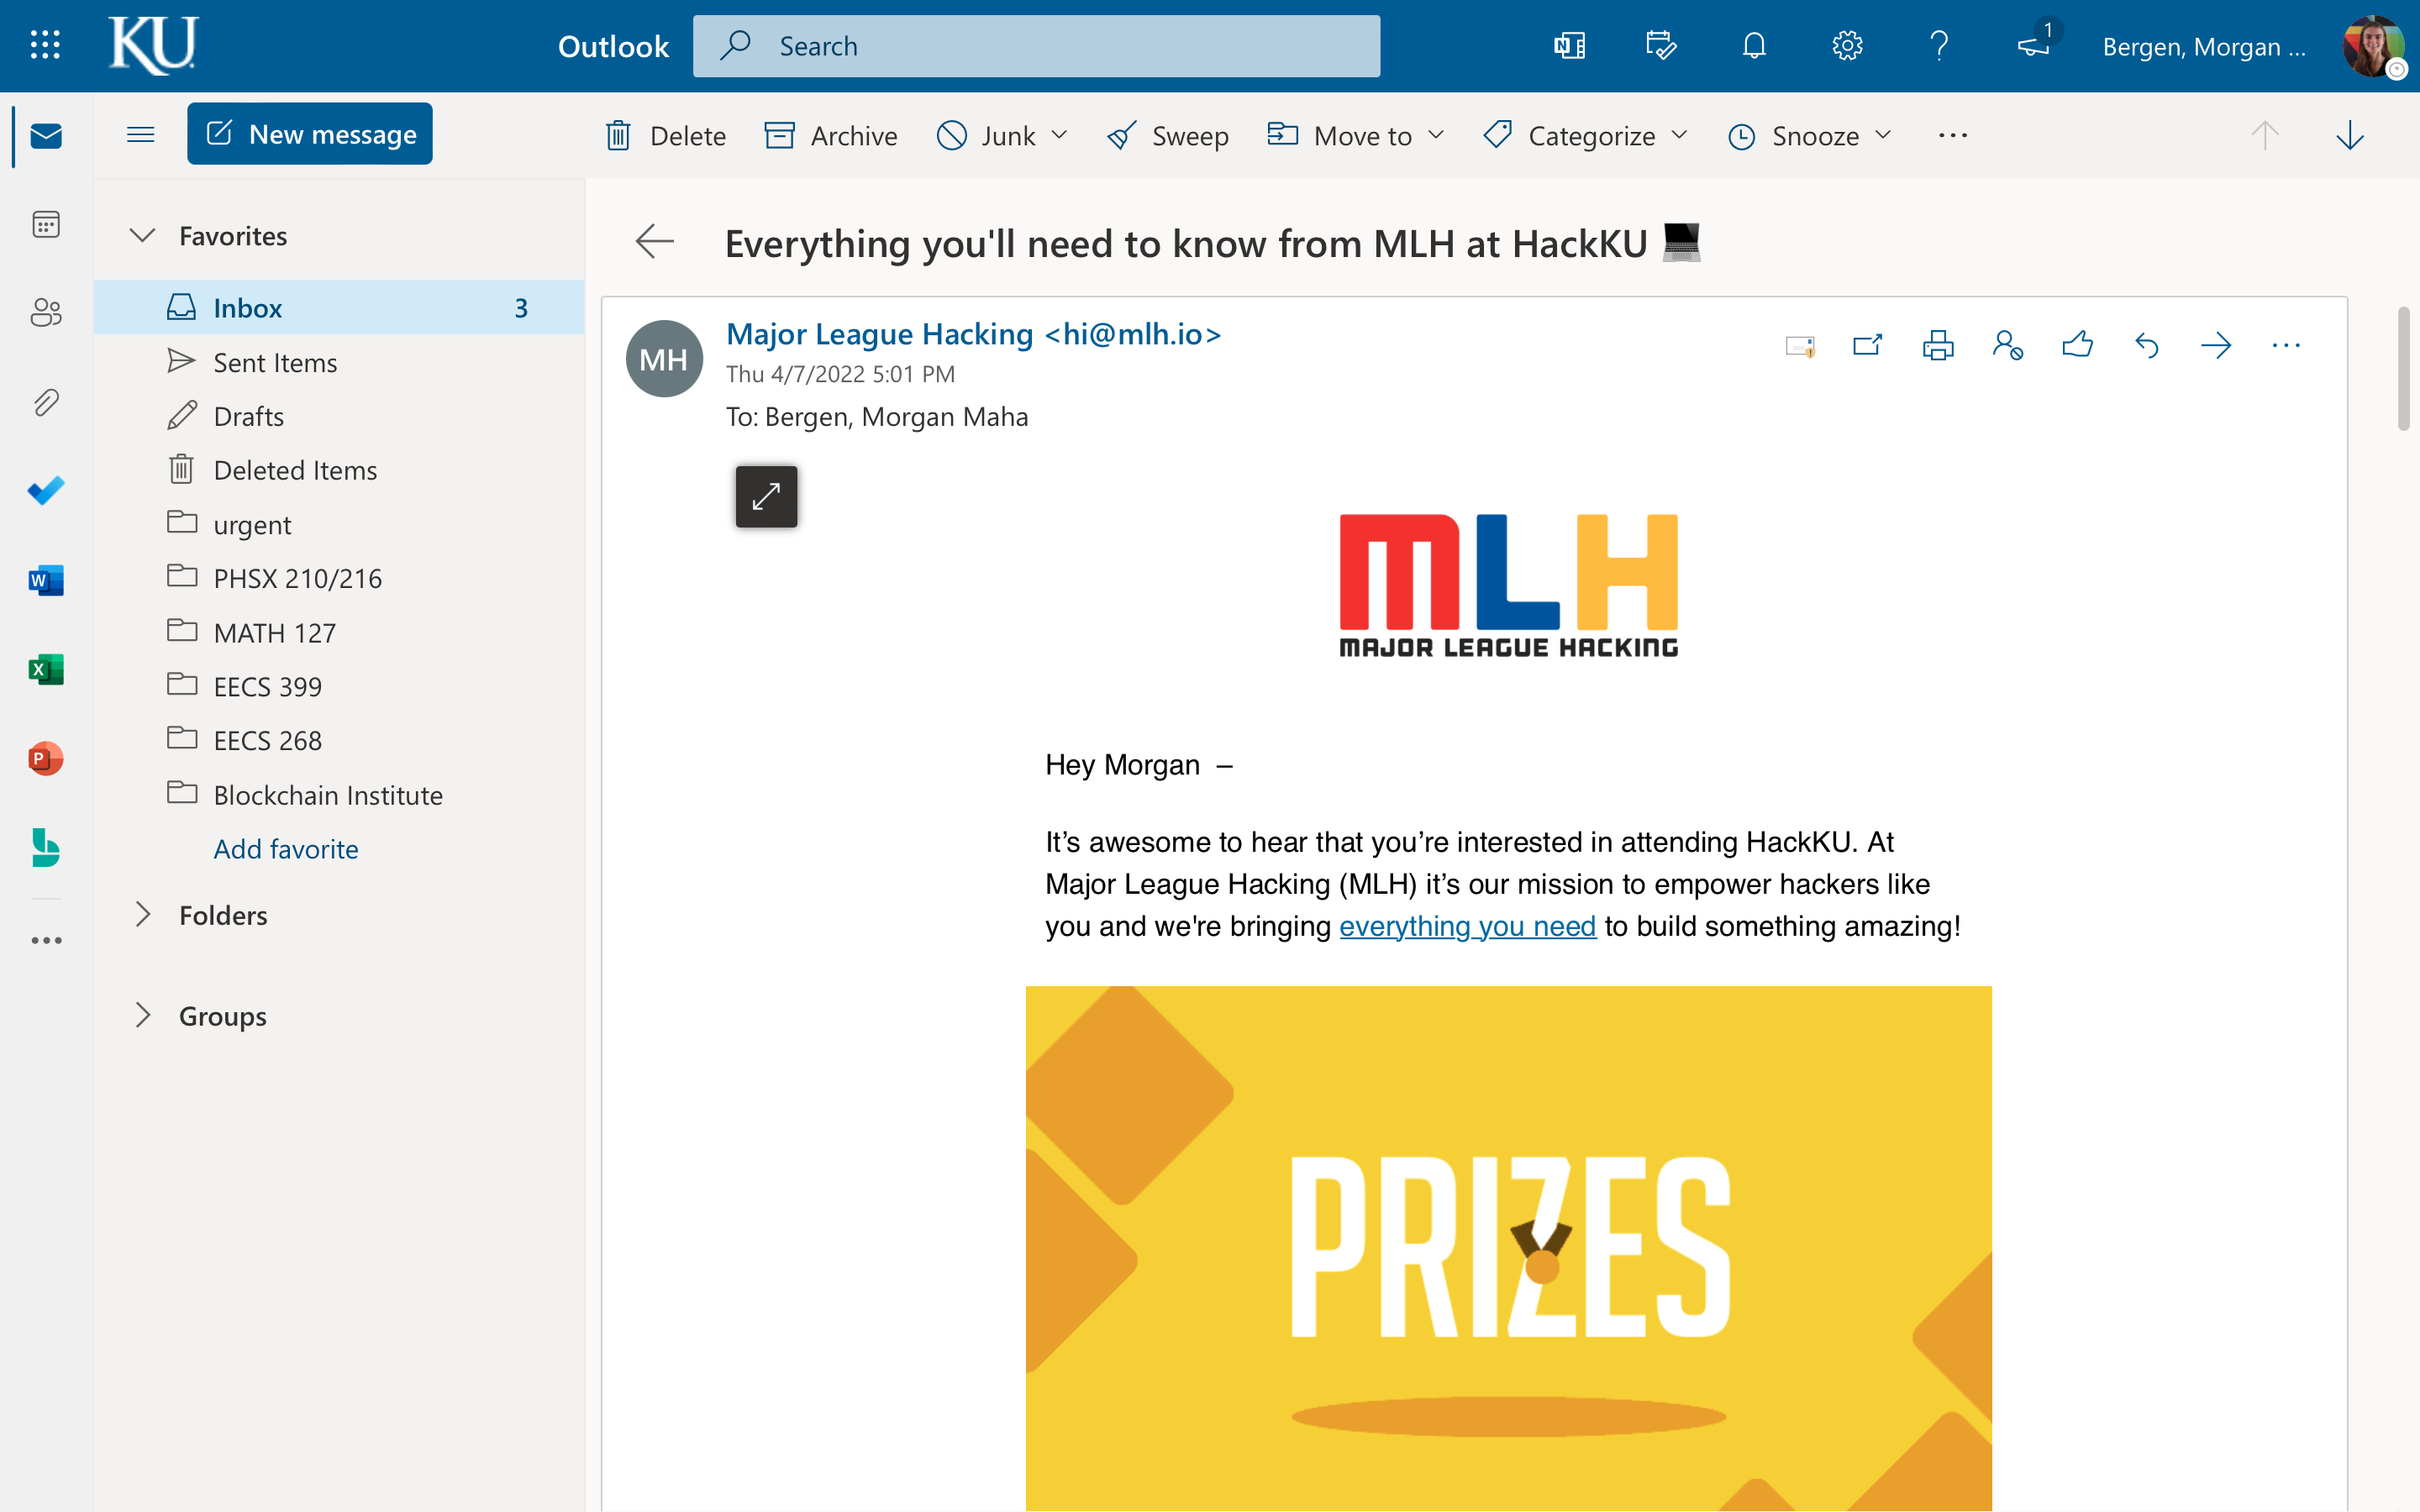 KU
Outlook
Search
1
Bergen, Morgan ...
New message
Delete
Archive
Junk
Sweep
Move to
Categorize
Snooze
Favorites
Inbox 3
Sent Items
Drafts
Deleted Items
urgent
PHSX 210/216
MATH 127
EECS 399
EECS 268
Blockchain Institute
Add favorite
Folders
Groups
Everything you'll need to know from MLH at HackKU 💻
MH
Major League Hacking <hi@mlh.io>
Thu 4/7/2022 5:01 PM
To: Bergen, Morgan Maha
MLH
MAJOR LEAGUE HACKING
Hey Morgan –
It’s awesome to hear that you’re interested in attending HackKU. At
Major League Hacking (MLH) it’s our mission to empower hackers like
you and we're bringing everything you need to build something amazing!
PRIZES